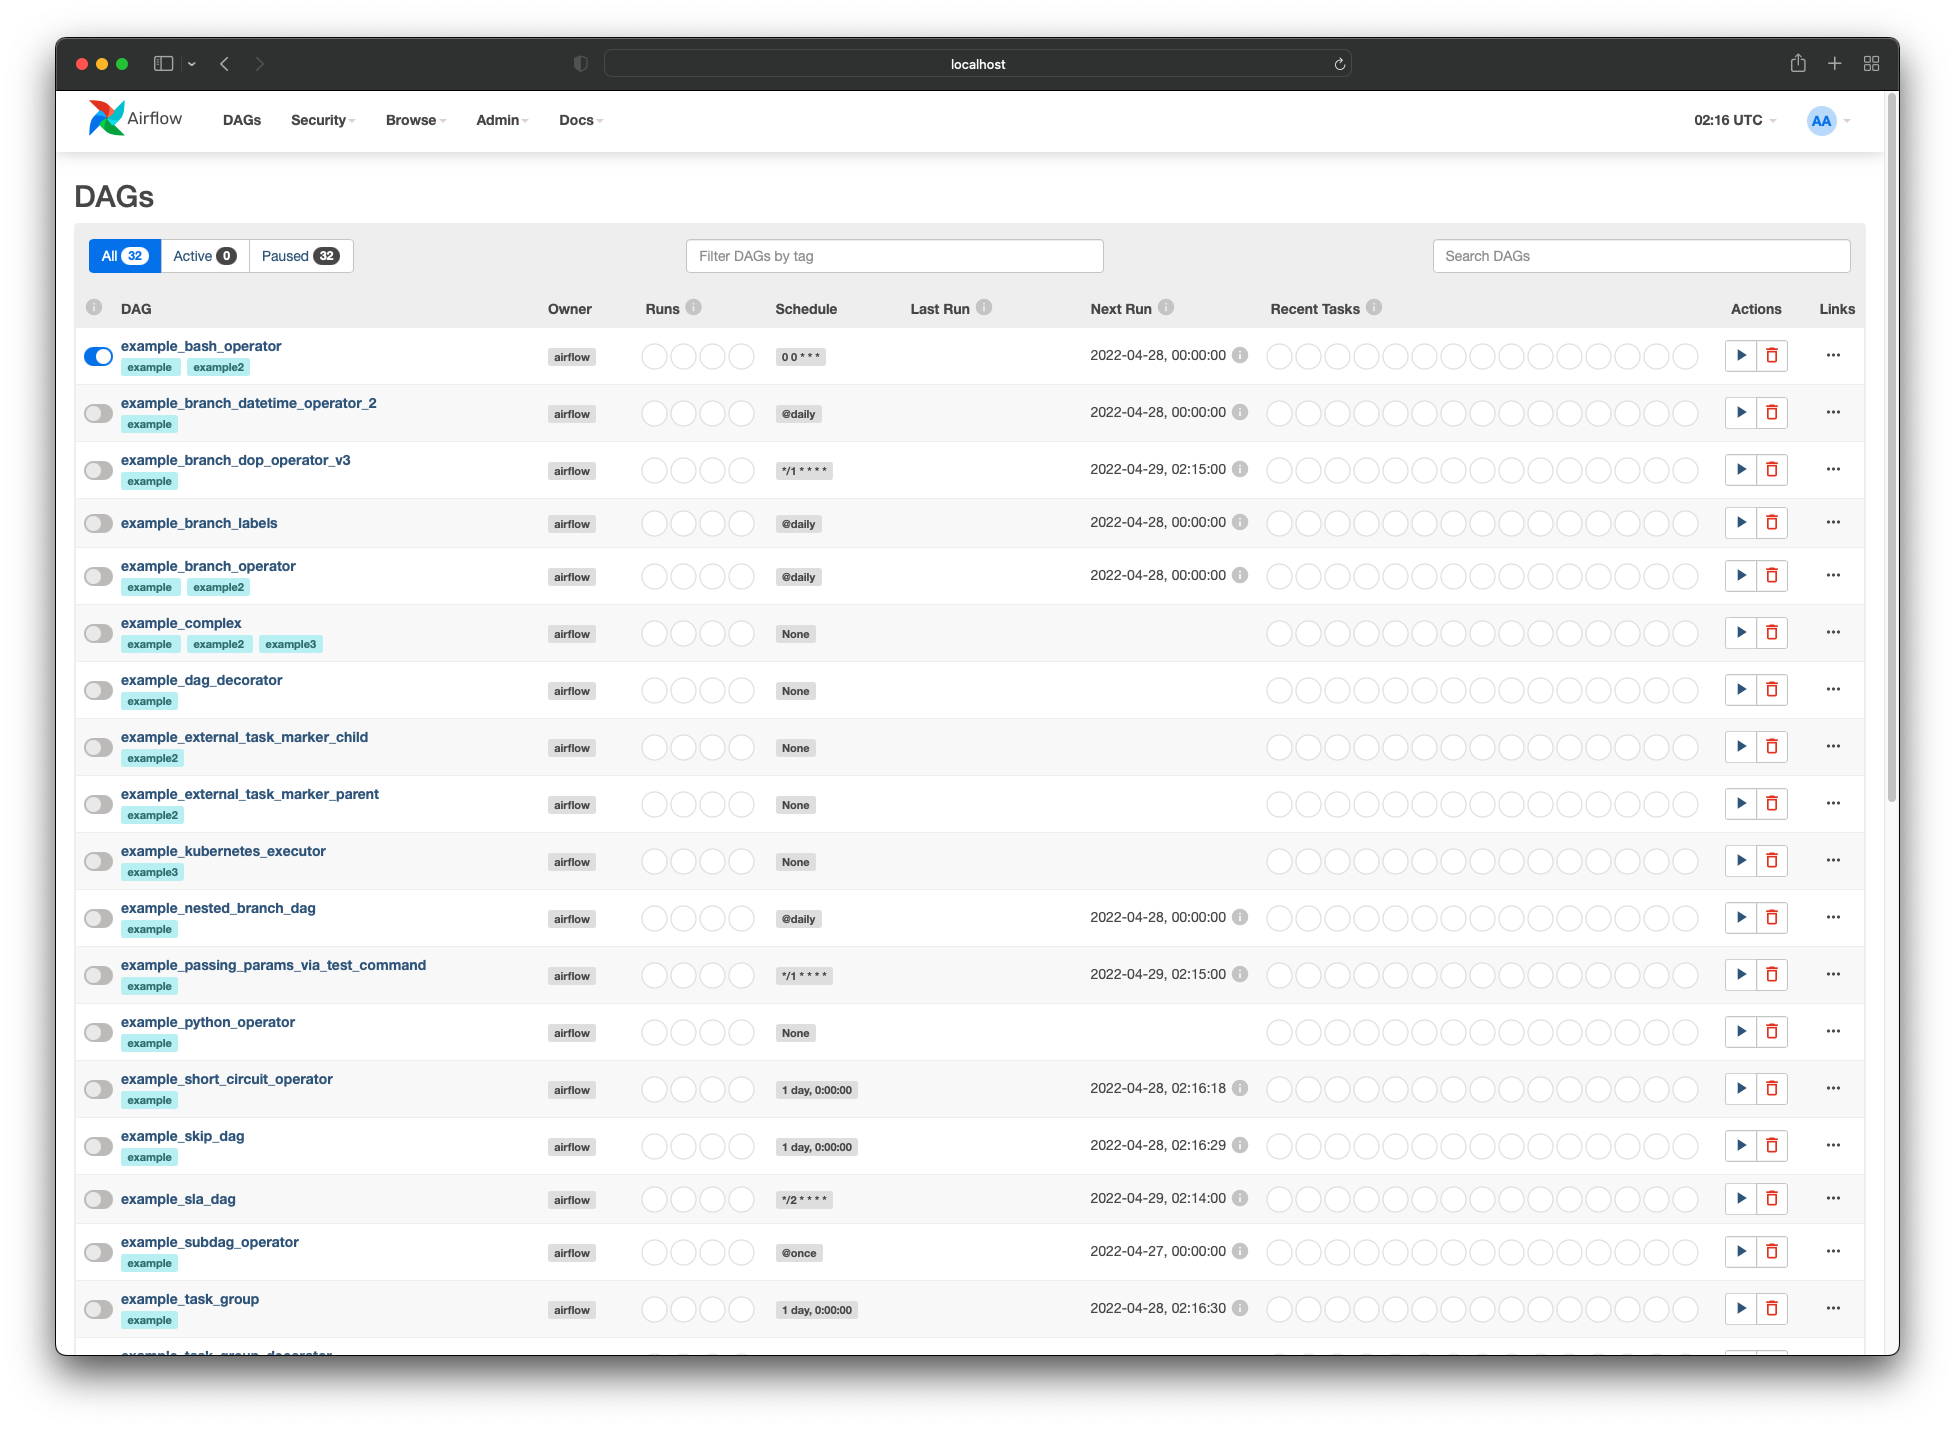 localhost
Airflow DAGs Security Browse Admin Docs 02:16 UTC AA
DAGs
All 32 Active 0 Paused 32 Filter DAGs by tag Search DAGs
DAG Owner Runs Schedule Last Run Next Run Recent Tasks Actions Links
example_bash_operator
example example2 airflow 0 0 * * * 2022-04-28, 00:00:00
example_branch_datetime_operator_2
example airflow @daily 2022-04-28, 00:00:00
example_branch_dop_operator_v3
example airflow */1 * * * * 2022-04-29, 02:15:00
example_branch_labels airflow @daily 2022-04-28, 00:00:00
example_branch_operator
example example2 airflow @daily 2022-04-28, 00:00:00
example_complex
example example2 example3 airflow None
example_dag_decorator
example airflow None
example_external_task_marker_child
example2 airflow None
example_external_task_marker_parent
example2 airflow None
example_kubernetes_executor
example3 airflow None
example_nested_branch_dag
example airflow @daily 2022-04-28, 00:00:00
example_passing_params_via_test_command
example airflow */1 * * * * 2022-04-29, 02:15:00
example_python_operator
example airflow None
example_short_circuit_operator
example airflow 1 day, 0:00:00 2022-04-28, 02:16:18
example_skip_dag
example airflow 1 day, 0:00:00 2022-04-28, 02:16:29
example_sla_dag airflow */2 * * * * 2022-04-29, 02:14:00
example_subdag_operator
example airflow @once 2022-04-27, 00:00:00
example_task_group
example airflow 1 day, 0:00:00 2022-04-28, 02:16:30
example_task_group_decorator